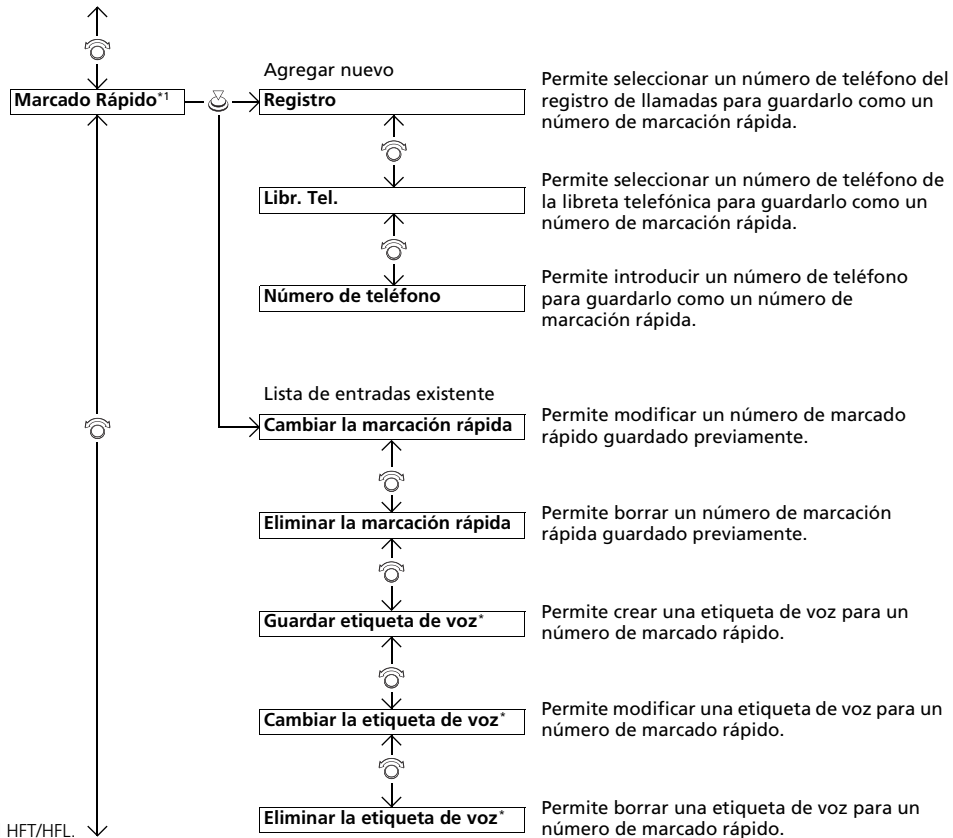 Agregar nuevo
Marcado Rápido*1
Registro
Permite seleccionar un número de teléfono del
registro de llamadas para guardarlo como un
número de marcación rápida.
Libr. Tel.
Permite seleccionar un número de teléfono de
la libreta telefónica para guardarlo como un
número de marcación rápida.
Número de teléfono
Permite introducir un número de teléfono
para guardarlo como un número de
marcación rápida.
Lista de entradas existente
Cambiar la marcación rápida
Permite modificar un número de marcado
rápido guardado previamente.
Eliminar la marcación rápida
Permite borrar un número de marcación
rápida guardado previamente.
Guardar etiqueta de voz*
Permite crear una etiqueta de voz para un
número de marcado rápido.
Cambiar la etiqueta de voz*
Permite modificar una etiqueta de voz para un
número de marcado rápido.
Eliminar la etiqueta de voz*
Permite borrar una etiqueta de voz para un
número de marcado rápido.
HFT/HFL.